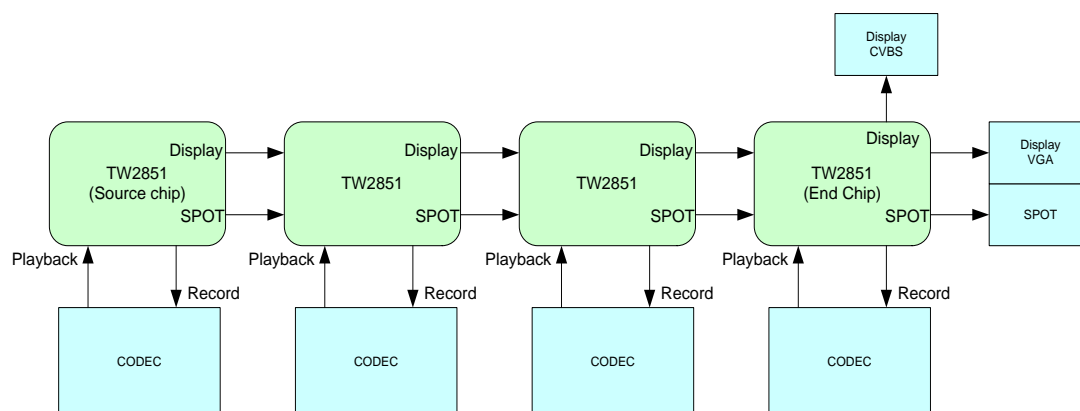 Display
CVBS
Display
Display
Display
Display
TW2851
(Source chip)
TW2851
TW2851
TW2851
(End Chip)
Display
VGA
SPOT
SPOT
SPOT
SPOT
SPOT
Playback
Playback
Playback
Playback
Record
Record
Record
Record
CODEC
CODEC
CODEC
CODEC